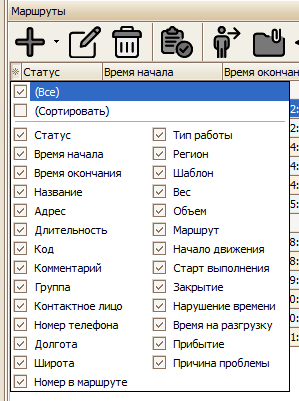 Маршруты
Статус Время начала Время окончан
(Все)
(Сортировать)
Статус Тип работы
Время начала Регион
Время окончания Шаблон
Название Вес
Адрес Объем
Длительность Маршрут
Код Начало движения
Комментарий Старт выполнения
Группа Закрытие
Контактное лицо Нарушение времени
Номер телефона Время на разгрузку
Долгота Прибытие
Широта Причина проблемы
Номер в маршруте